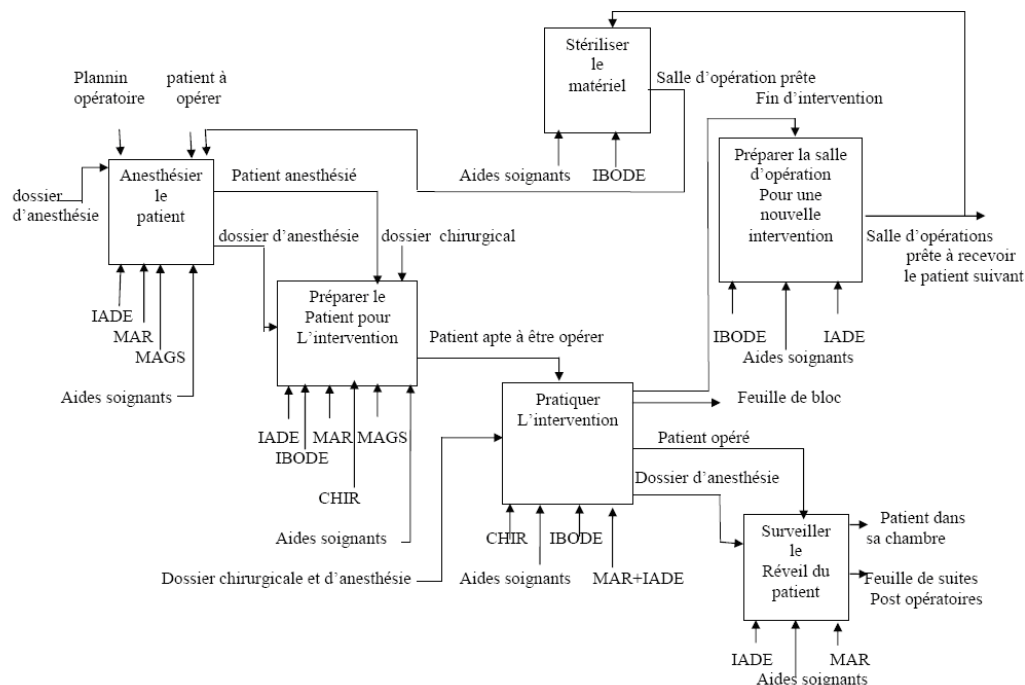 Stériliser
le
matériel
Plannin
opératoire
patient à
opérer
Salle d'opération prête
Fin d'intervention
Aides soignants
IBODE
Préparer la salle
d'opération
Pour une
nouvelle
intervention
dossier
d'anesthésie
Anesthésier
le
patient
Patient anesthésié
dossier d'anesthésie
dossier chirurgical
Salle d'opérations
prête à recevoir
le patient suivant
IADE
MAR
MAGS
Aides soignants
Préparer le
Patient pour
L'intervention
IBODE
IADE
Aides soignants
Patient apte à être opérer
Pratiquer
L'intervention
Feuille de bloc
IADE
IBODE
MAR
MAGS
CHIR
Aides soignants
Patient opéré
Dossier d'anesthésie
Dossier chirurgicale et d'anesthésie
CHIR
IBODE
Aides soignants
MAR+IADE
Surveiller
le
Réveil du
patient
Patient dans
sa chambre
Feuille de suites
Post opératoires
IADE
MAR
Aides soignants